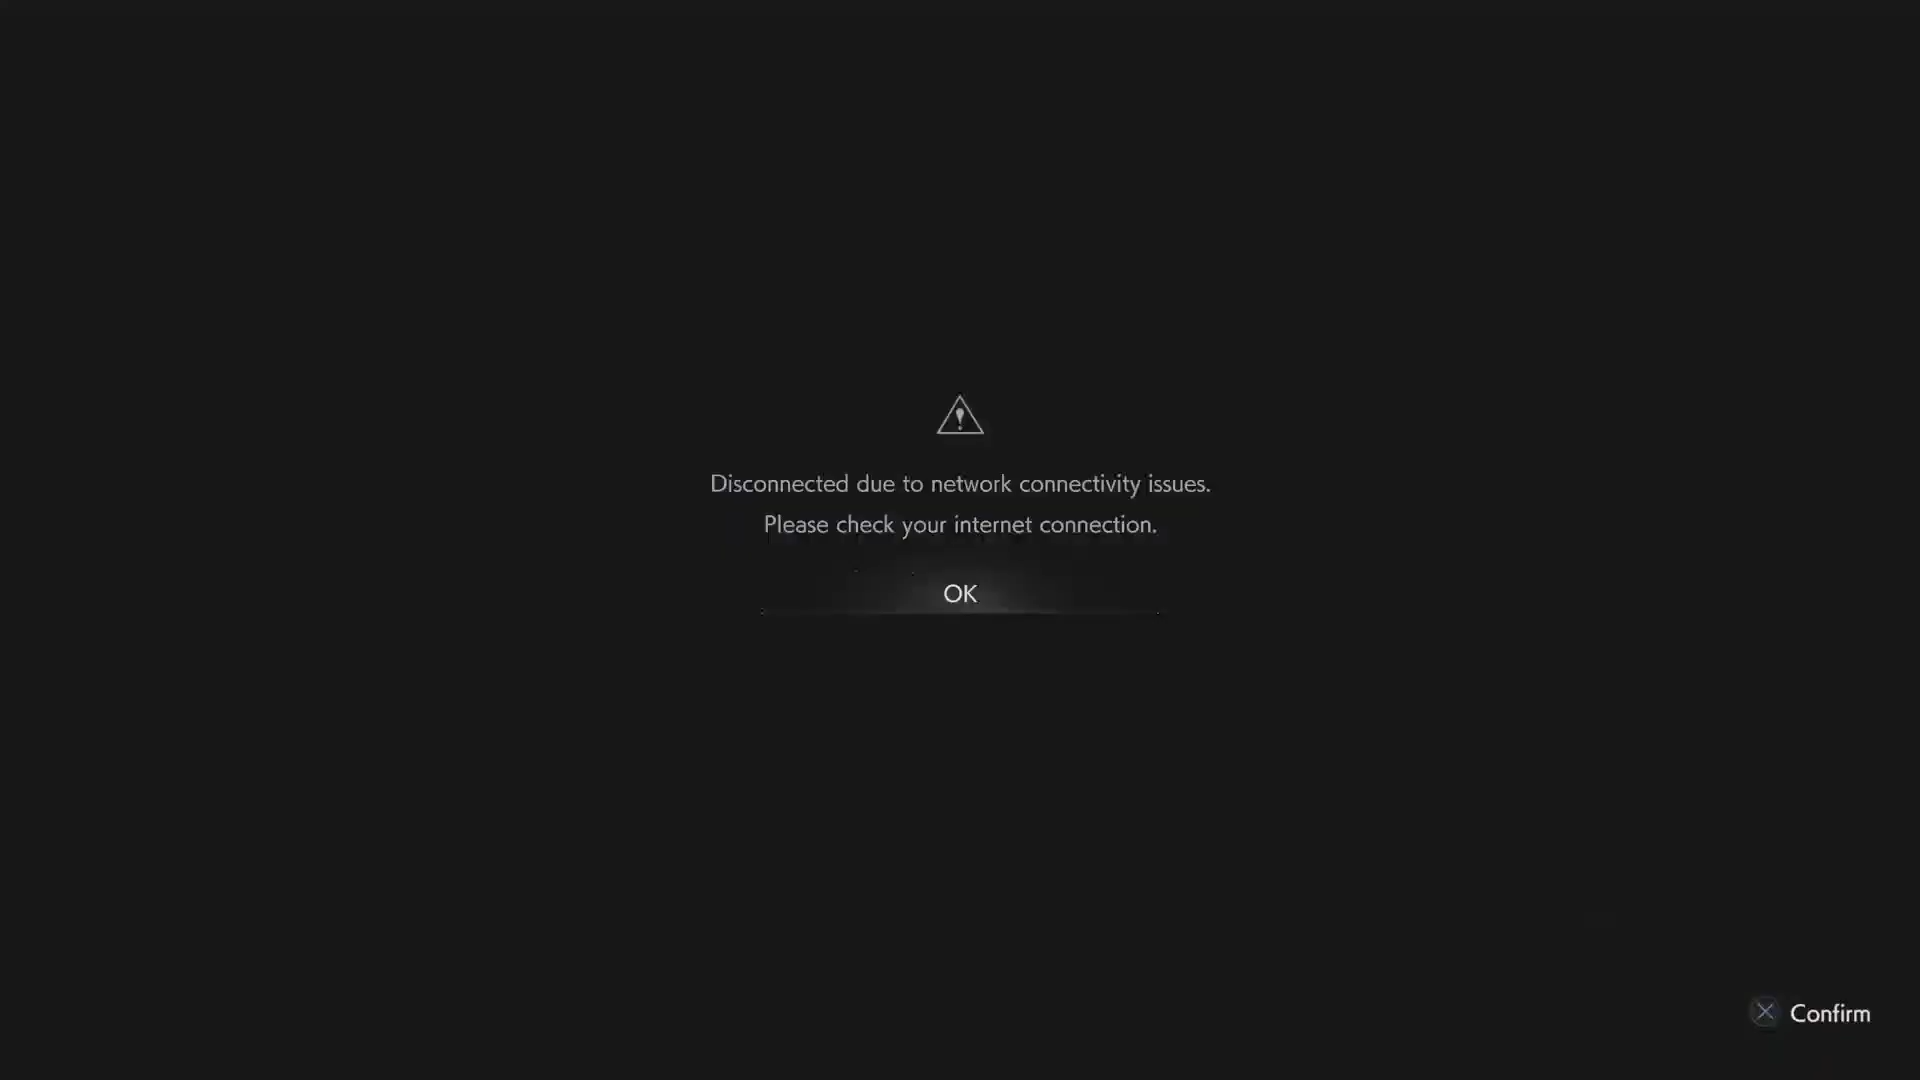 Disconnected due to network connectivity issues.
Please check your internet connection.
OK
Confirm